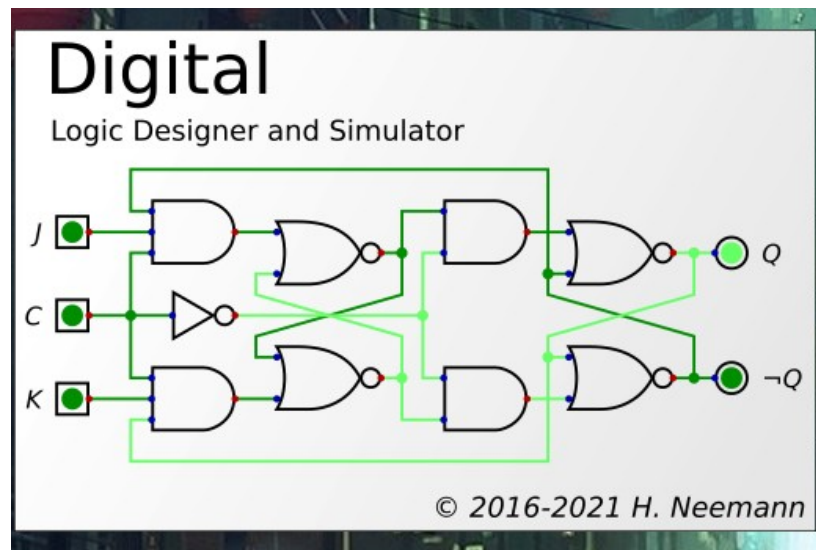 Digital
Logic Designer and Simulator
J
Q
C
K
¬Q
© 2016-2021 H. Neemann